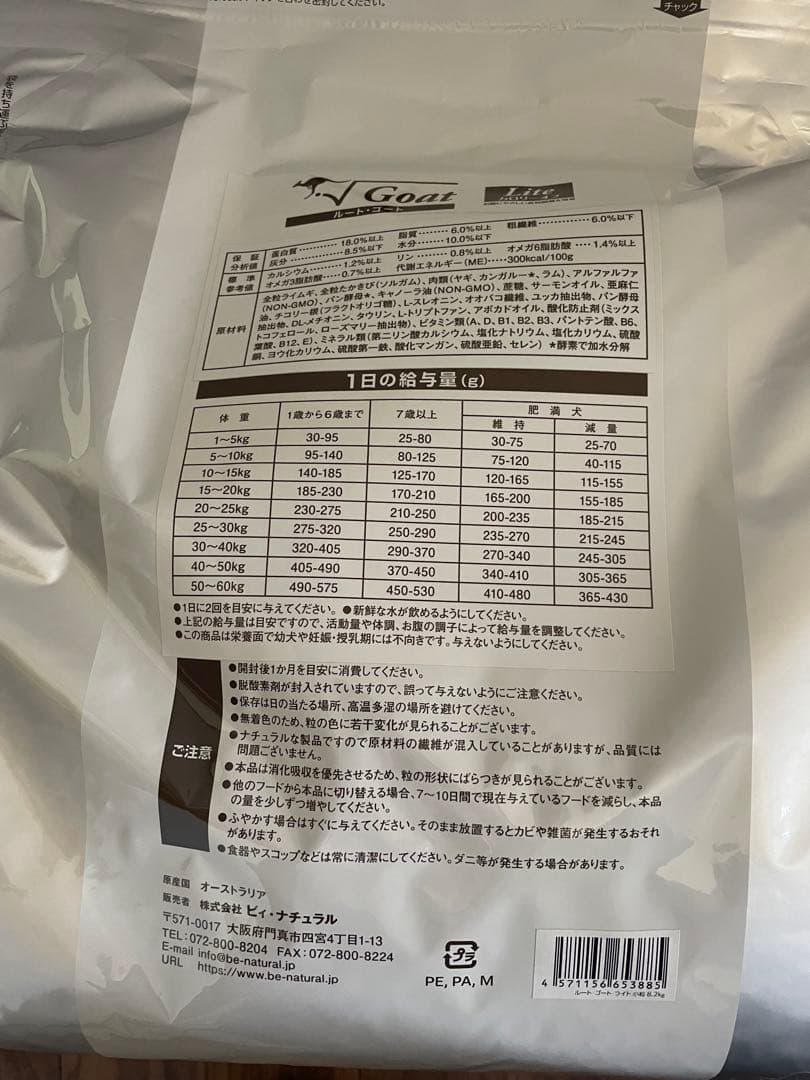 密封してください。
チャック
Goat
Lite
ルート・ゴート
保証分析値
蛋白質 18.0%以上 脂質 6.0%以上 粗繊維 6.0%以下
灰分 8.5%以下 水分 10.0%以下
標準参考値
カルシウム 1.2%以上 リン 0.8%以上 オメガ6脂肪酸 1.4%以上
オメガ3脂肪酸 0.7%以上 代謝エネルギー(ME) 300kcal/100g
原材料
全粒ライムギ、全粒たかきび(ソルガム)、肉類(ヤギ、カンガルー*、ラム)、アルファルファ
(NON-GMO)、パン酵母*、キャノーラ油(NON-GMO)、蔗糖、サーモンオイル、亜麻仁
油、チコリー根(フラクトオリゴ糖)、L-スレオニン、オオバコ繊維、ユッカ抽出物、パン酵母
抽出物、DL-メチオニン、タウリン、L-トリプトファン、アボカドオイル、酸化防止剤(ミックス
トコフェロール、ローズマリー抽出物)、ビタミン類(A、D、B1、B2、B3、パントテン酸、B6、
葉酸、B12、E)、ミネラル類(第二リン酸カルシウム、塩化ナトリウム、塩化カリウム、硫酸
銅、ヨウ化カリウム、硫酸第一鉄、酸化マンガン、硫酸亜鉛、セレン) *酵素で加水分解
1日の給与量(g)
体重 1歳から6歳まで 7歳以上 肥満犬
維持 減量
1〜5kg 30-95 25-80 30-75 25-70
5〜10kg 95-140 80-125 75-120 40-115
10〜15kg 140-185 125-170 120-165 115-155
15〜20kg 185-230 170-210 165-200 155-185
20〜25kg 230-275 210-250 200-235 185-215
25〜30kg 275-320 250-290 235-270 215-245
30〜40kg 320-405 290-370 270-340 245-305
40〜50kg 405-490 370-450 340-410 305-365
50〜60kg 490-575 450-530 410-480 365-430
●1日に2回を目安に与えてください。 ●新鮮な水が飲めるようにしてください。
●上記の給与量は目安ですので、活動量や体調、お腹の調子によって給与量を調整してください。
●この商品は栄養面で幼犬や妊娠・授乳期には不向きです。与えないようにしてください。
ご注意
●開封後1か月を目安に消費してください。
●脱酸素剤が封入されていますので、誤って与えないようにご注意ください。
●保存は日の当たる場所、高温多湿の場所を避けてください。
●無着色のため、粒の色に若干変化が見られることがございます。
●ナチュラルな製品ですので原材料の繊維が混入していることがありますが、品質には
問題ございません。
●本品は消化吸収を優先させるため、粒の形状にばらつきが見られることがございます。
●他のフードから本品に切り替える場合、7〜10日間で現在与えているフードを減らし、本品
の量を少しずつ増やしてください。
●ふやかす場合はすぐに与えてください。そのまま放置するとカビや雑菌が発生するおそれ
があります。
●食器やスコップなどは常に清潔にしてください。ダニ等が発生する場合があります。
原産国 オーストラリア
販売者 株式会社 ビィ・ナチュラル
〒571-0017 大阪府門真市四宮4丁目1-13
TEL:072-800-8204 FAX:072-800-8224
E-mail info@be-natural.jp
URL https://www.be-natural.jp
プラ
PE, PA, M
4 571156 653885
ルート ゴート ライト 小粒 8.2kg